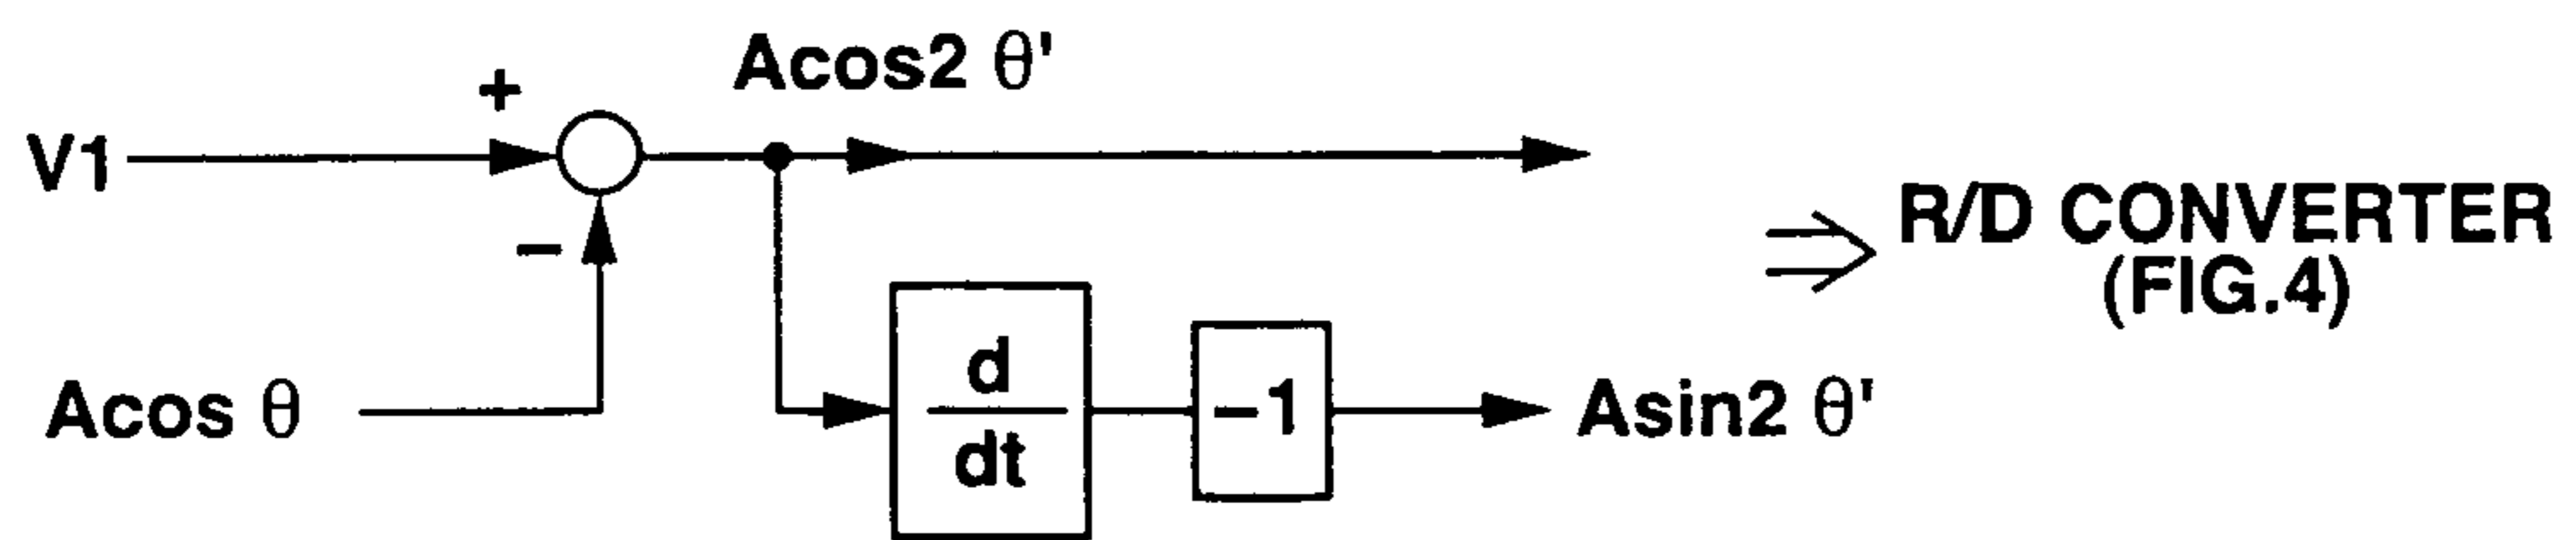 Acos2 θ'
+
V1
−
R/D CONVERTER
(FIG.4)
Acos θ
d
dt
−1
Asin2 θ'